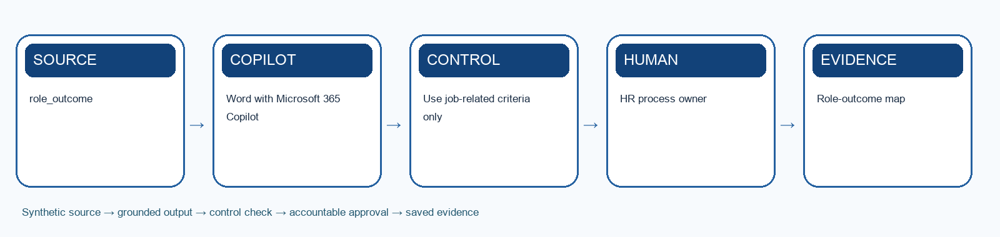 SOURCE
role_outcome
→
COPILOT
Word with Microsoft 365
Copilot
→
CONTROL
Use job-related criteria
only
→
HUMAN
HR process owner
→
EVIDENCE
Role-outcome map
Synthetic source → grounded output → control check → accountable approval → saved evidence